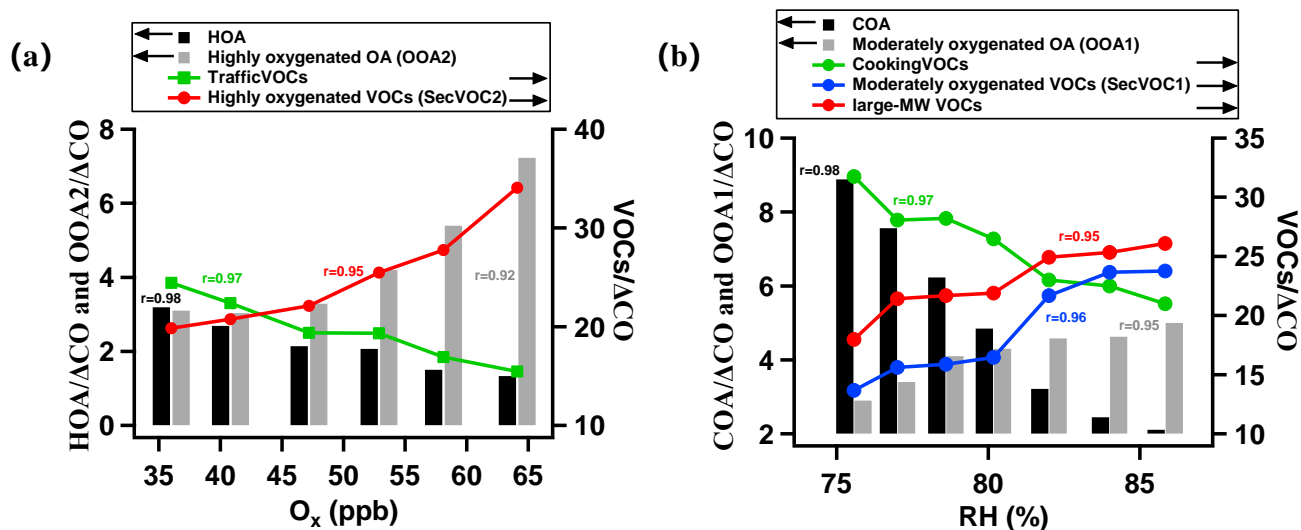 (a)
HOA
Highly oxygenated OA (OOA2)
TrafficVOCs
Highly oxygenated VOCs (SecVOC2)
HOA/ΔCO and OOA2/ΔCO
8
6
4
2
0
40
30
20
10
VOCs/ΔCO
r=0.98
r=0.97
r=0.95
r=0.92
35 40 45 50 55 60 65
Ox (ppb)
(b)
COA
Moderately oxygenated OA (OOA1)
CookingVOCs
Moderately oxygenated VOCs (SecVOC1)
large-MW VOCs
COA/ΔCO and OOA1/ΔCO
10
8
6
4
2
35
30
25
20
15
10
VOCs/ΔCO
r=0.98
r=0.97
r=0.95
r=0.96
r=0.95
75 80 85
RH (%)